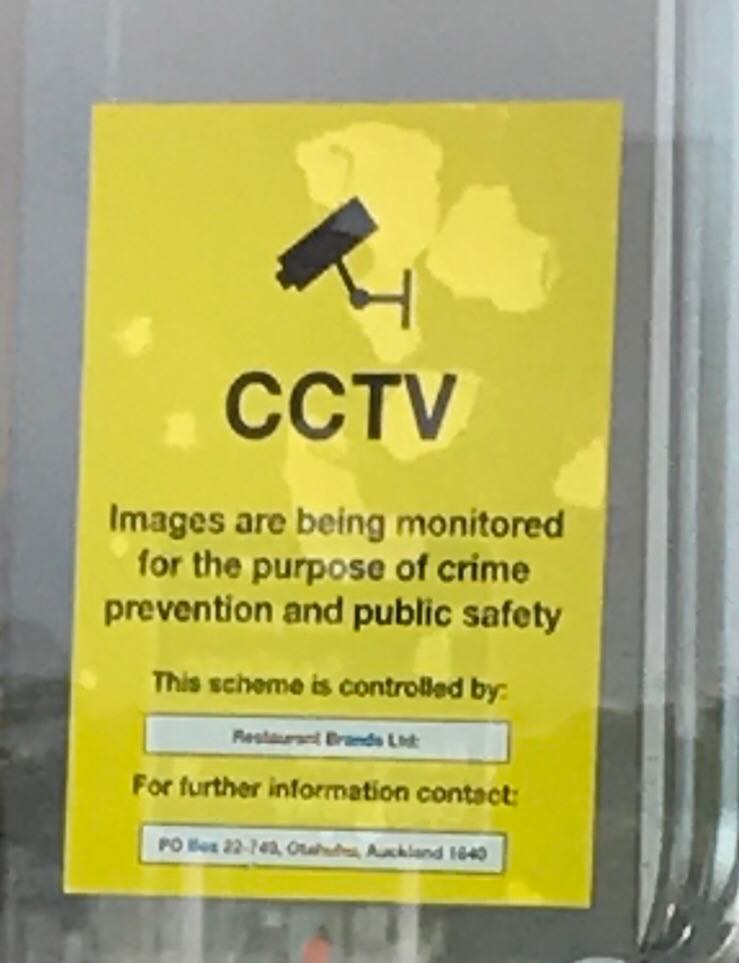 CCTV
Images are being monitored
for the purpose of crime
prevention and public safety
This scheme is controlled by:
Restaurant Brands Ltd
For further information contact:
PO Box 22-749, Otahuhu, Auckland 1640